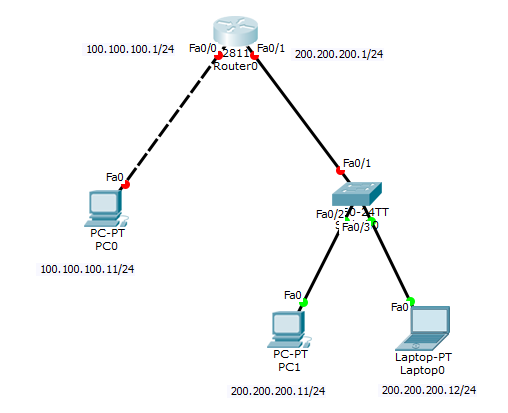 100.100.100.1/24
Fa0/0
Fa0/1
200.200.200.1/24
2811
Router0
Fa0/1
Fa0
-24TT
Fa0/2
Fa0/3
PC-PT
PC0
100.100.100.11/24
Fa0
Fa0
PC-PT
PC1
Laptop-PT
Laptop0
200.200.200.11/24
200.200.200.12/24